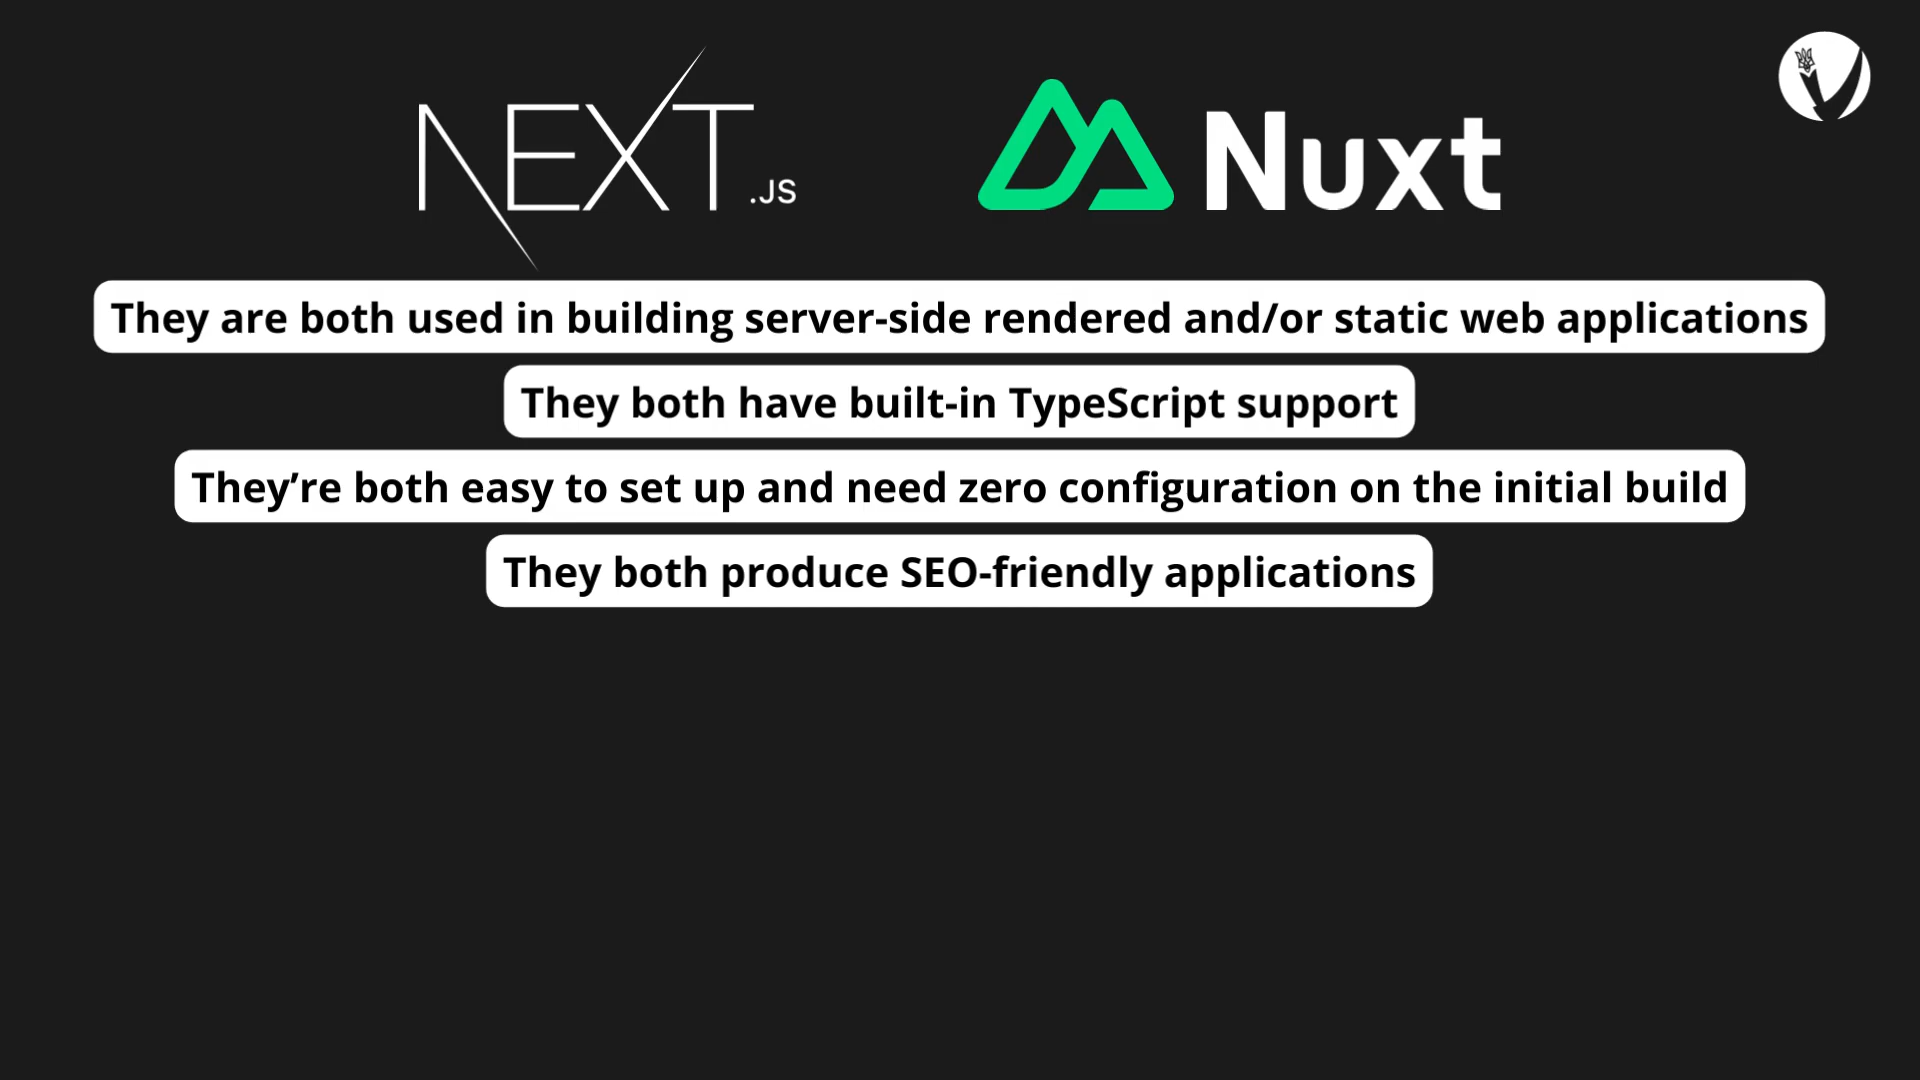 NEXT.JS
Nuxt
They are both used in building server-side rendered and/or static web applications
They both have built-in TypeScript support
They’re both easy to set up and need zero configuration on the initial build
They both produce SEO-friendly applications